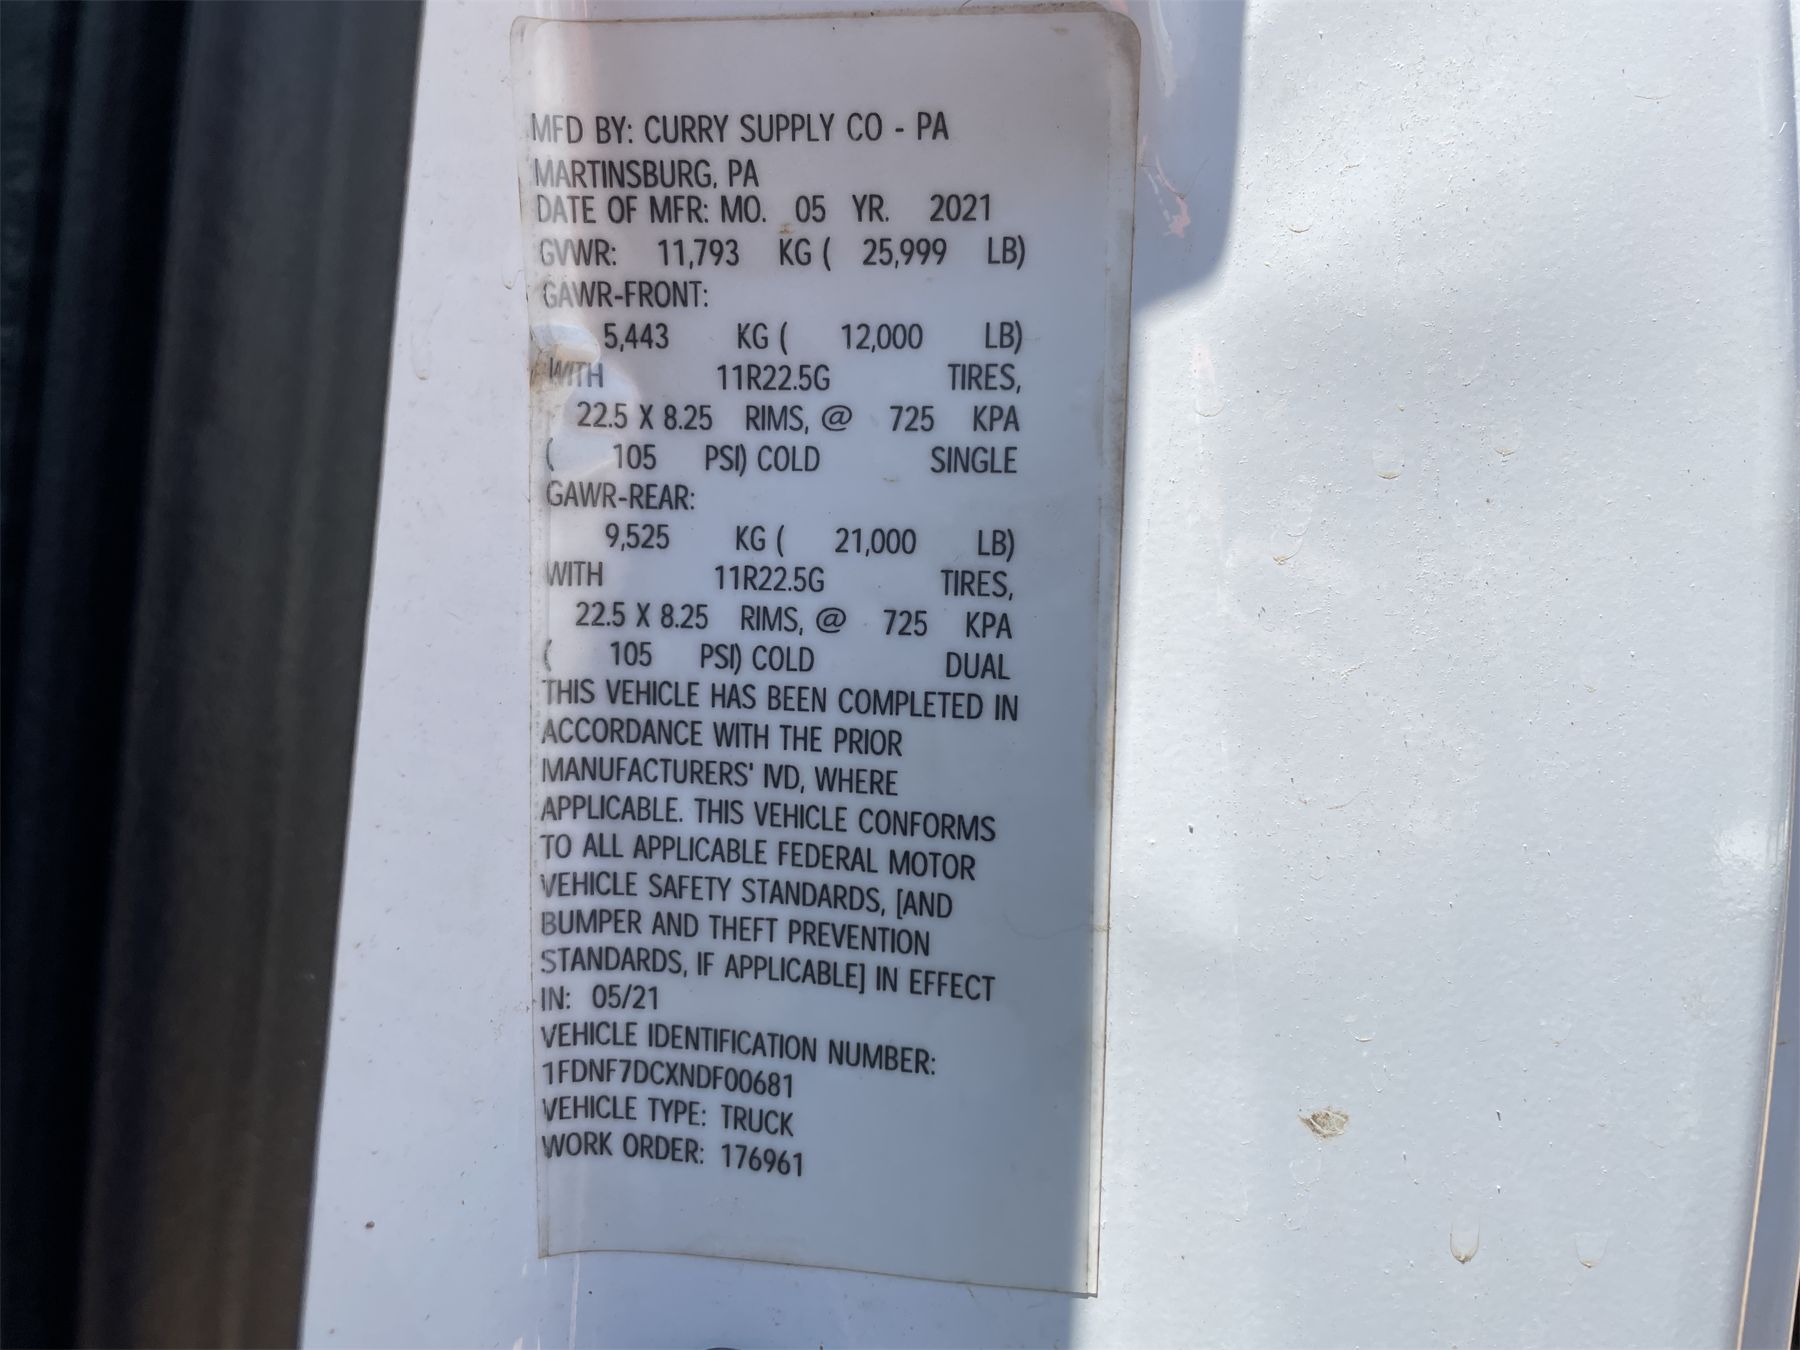 MFD BY: CURRY SUPPLY CO - PA
MARTINSBURG, PA
DATE OF MFR: MO. 05 YR. 2021
GVWR: 11,793 KG ( 25,999 LB)
GAWR-FRONT:
5,443 KG ( 12,000 LB)
WITH 11R22.5G TIRES,
22.5 X 8.25 RIMS, @ 725 KPA
( 105 PSI) COLD SINGLE
GAWR-REAR:
9,525 KG ( 21,000 LB)
WITH 11R22.5G TIRES,
22.5 X 8.25 RIMS, @ 725 KPA
( 105 PSI) COLD DUAL
THIS VEHICLE HAS BEEN COMPLETED IN
ACCORDANCE WITH THE PRIOR
MANUFACTURERS' IVD, WHERE
APPLICABLE. THIS VEHICLE CONFORMS
TO ALL APPLICABLE FEDERAL MOTOR
VEHICLE SAFETY STANDARDS, [AND
BUMPER AND THEFT PREVENTION
STANDARDS, IF APPLICABLE] IN EFFECT
IN: 05/21
VEHICLE IDENTIFICATION NUMBER:
1FDNF7DCXNDF00681
VEHICLE TYPE: TRUCK
WORK ORDER: 176961